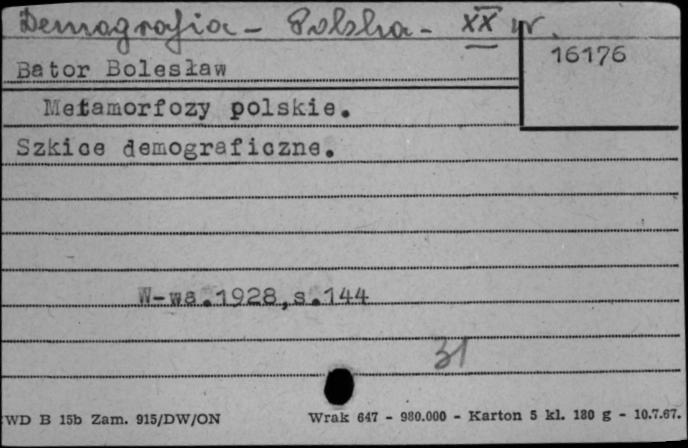 Demografia - Polska - XX w.
16176
Bator Bolesław
Metamorfozy polskie.
Szkice demograficzne.
W-wa.1928,s.144
31
WD B 15b Zam. 915/DW/ON
Wrak 647 - 980.000 - Karton 5 kl. 180 g - 10.7.67.